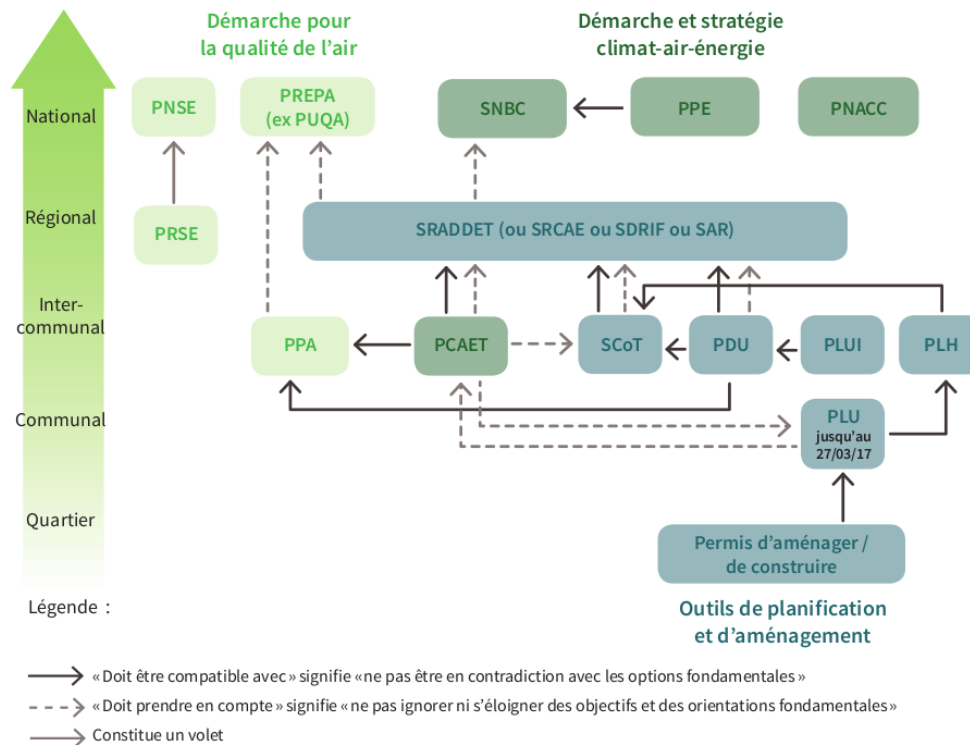 Démarche pour
la qualité de l’air
Démarche et stratégie
climat-air-énergie
National
PNSE
PREPA
(ex PUQA)
SNBC
PPE
PNACC
Régional
PRSE
SRADDET (ou SRCAE ou SDRIF ou SAR)
Inter-
communal
PPA
PCAET
SCoT
PDU
PLUI
PLH
Communal
PLU
jusqu’au
27/03/17
Quartier
Permis d’aménager /
de construire
Légende :
Outils de planification
et d’aménagement
« Doit être compatible avec » signifie « ne pas être en contradiction avec les options fondamentales »
« Doit prendre en compte » signifie « ne pas ignorer ni s’éloigner des objectifs et des orientations fondamentales »
Constitue un volet